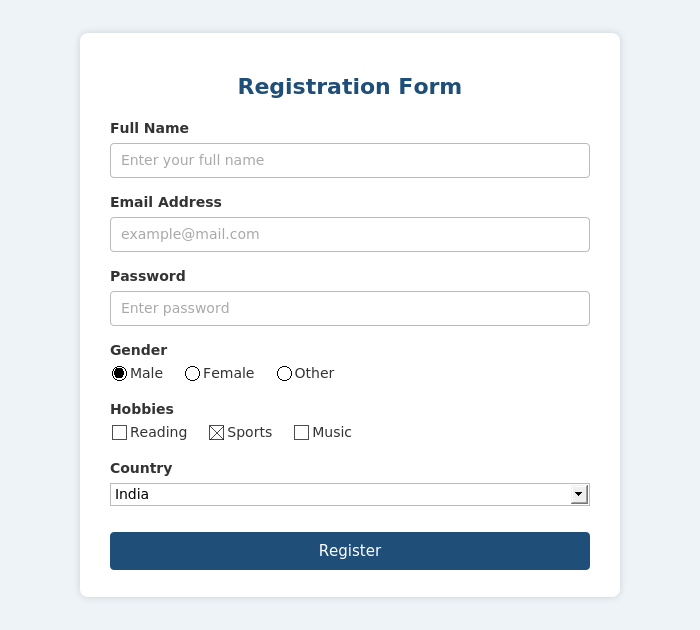 Registration Form
Full Name
Enter your full name
Email Address
example@mail.com
Password
Enter password
Gender
Male Female Other
Hobbies
Reading Sports Music
Country
India
Register